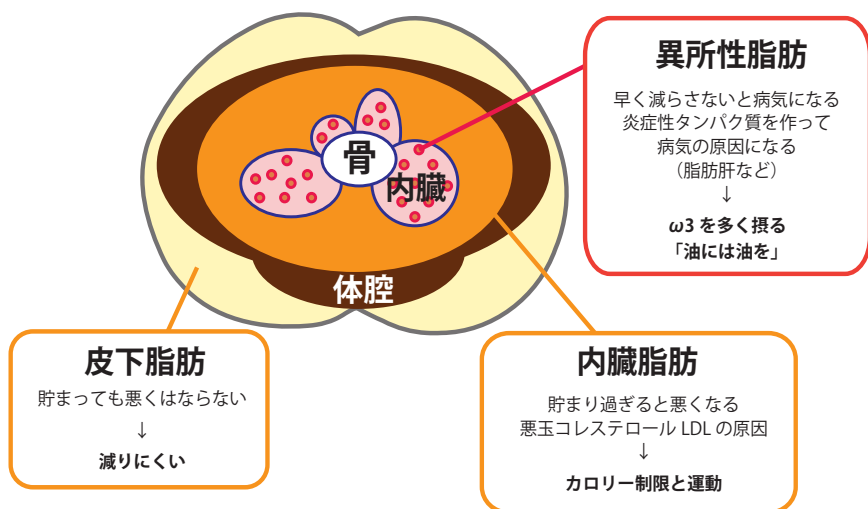 異所性脂肪
早く減らさないと病気になる
炎症性タンパク質を作って
病気の原因になる
（脂肪肝など）
↓
ω3 を多く摂る
「油には油を」
骨
内臓
体腔
皮下脂肪
貯まっても悪くはならない
↓
減りにくい
内臓脂肪
貯まり過ぎると悪くなる
悪玉コレステロール LDL の原因
↓
カロリー制限と運動